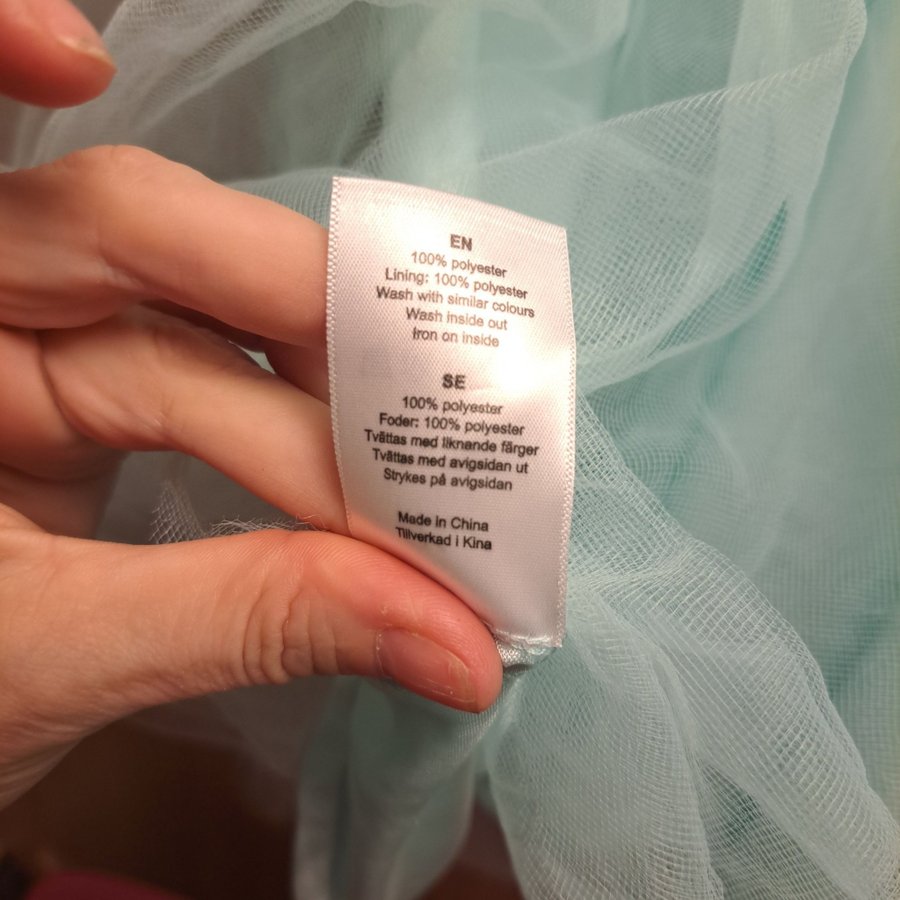 EN
100% polyester
Lining: 100% polyester
Wash with similar colours
Wash inside out
Iron on inside
SE
100% polyester
Foder: 100% polyester
Tvättas med liknande färger
Tvättas med avigsidan ut
Strykes på avigsidan
Made in China
Tillverkad i Kina